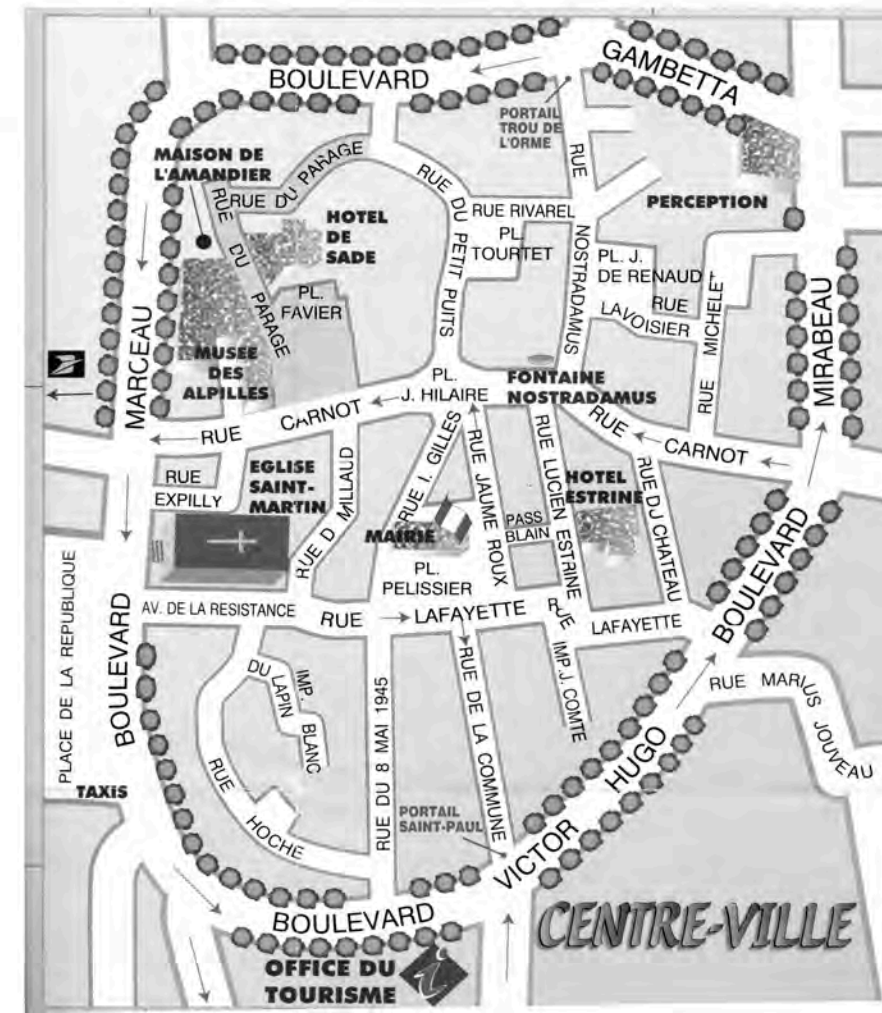 BOULEVARD
GAMBETTA
PORTAIL
TROU DE
L'ORME
MAISON DE
L'AMANDIER
RUE DU PARAGE
RUE DU PARAGE
HOTEL
DE
SADE
PL.
FAVIER
MUSEE
DES
ALPILLES
RUE DU PETIT PUITS
RUE RIVAREL
PL.
TOURTET
RUE NOSTRADAMUS
PERCEPTION
PL. J.
DE RENAUD
RUE
LAVOISIER
RUE MICHELET
MIRABEAU
MARCEAU
PL.
J. HILAIRE
FONTAINE
NOSTRADAMUS
RUE CARNOT
RUE CARNOT
RUE
EXPILLY
EGLISE
SAINT-
MARTIN
RUE D MILLAUD
RUE I. GILLES
RUE JAUME ROUX
RUE LUCIEN ESTRINE
HOTEL
ESTRINE
RUE DU CHATEAU
PASS
BLAIN
MAIRIE
PL.
PELISSIER
PLACE DE LA REPUBLIQUE
BOULEVARD
AV. DE LA RESISTANCE
RUE LAFAYETTE
RUE LAFAYETTE
BOULEVARD
IMP.
DU LAPIN
BLANC
RUE HOCHE
RUE DU 8 MAI 1945
RUE DE LA COMMUNE
IMP. J. COMTE
RUE MARIUS JOUVEAU
TAXiS
PORTAIL
SAINT-PAUL
BOULEVARD
VICTOR HUGO
CENTRE-VILLE
OFFICE DU
TOURISME
i